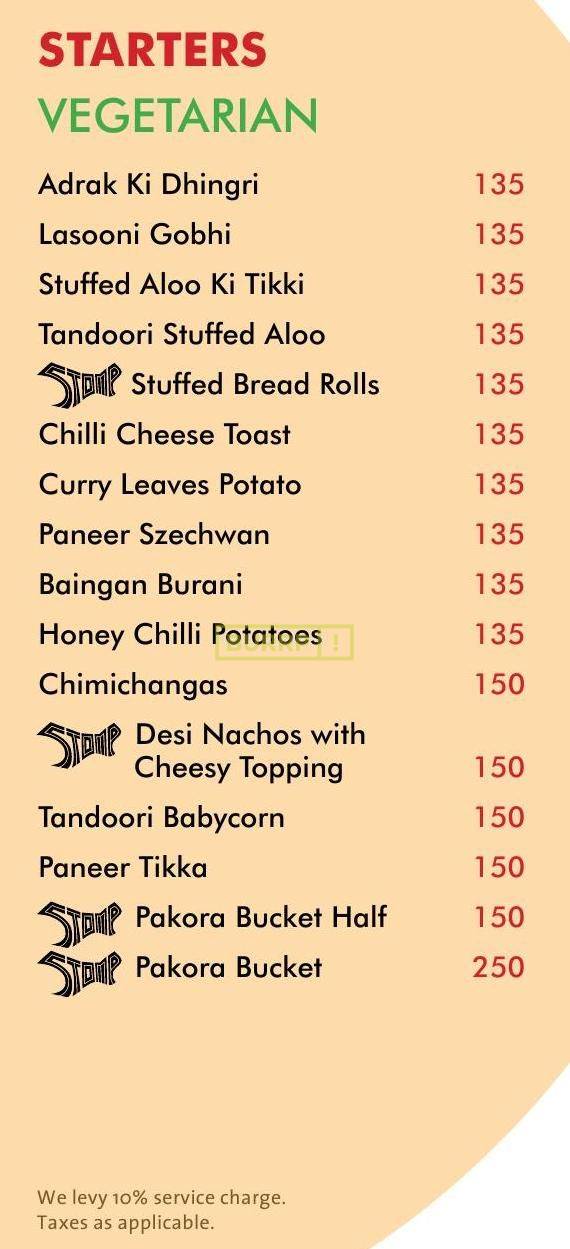 STARTERS
VEGETARIAN
Adrak Ki Dhingri 135
Lasooni Gobhi 135
Stuffed Aloo Ki Tikki 135
Tandoori Stuffed Aloo 135
STOMP Stuffed Bread Rolls 135
Chilli Cheese Toast 135
Curry Leaves Potato 135
Paneer Szechwan 135
Baingan Burani 135
Honey Chilli Potatoes 135
BURRP!
Chimichangas 150
STOMP Desi Nachos with
Cheesy Topping 150
Tandoori Babycorn 150
Paneer Tikka 150
STOMP Pakora Bucket Half 150
STOMP Pakora Bucket 250
We levy 10% service charge.
Taxes as applicable.